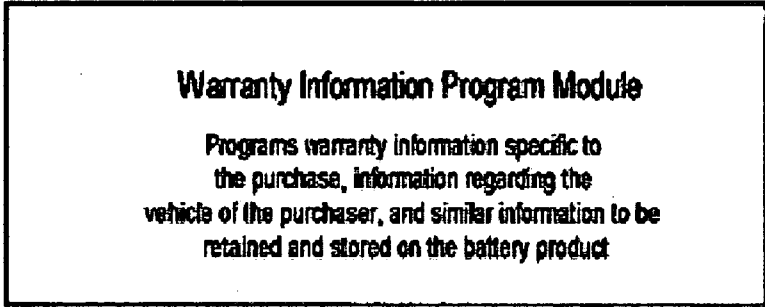 Warranty Information Program Module
Programs warranty information specific to
the purchase, information regarding the
vehicle of the purchaser, and similar information to be
retained and stored on the battery product